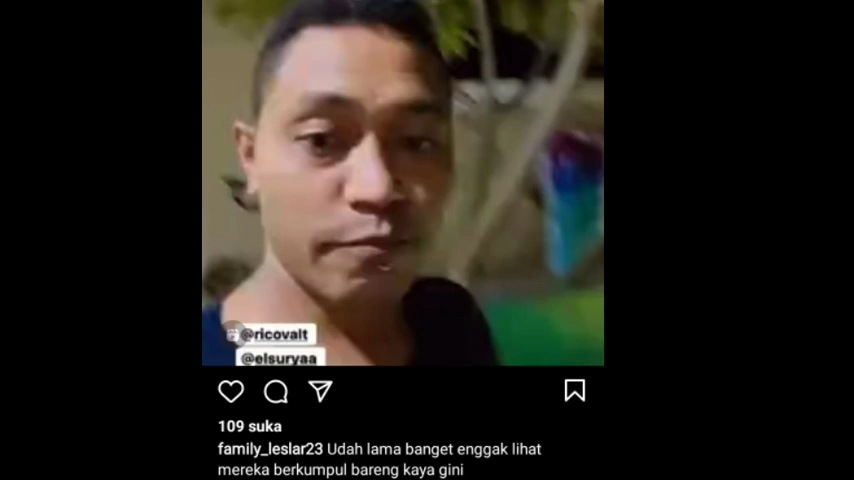 @ricovalt
@elsuryaa
109 suka
family_leslar23 Udah lama banget enggak lihat
mereka berkumpul bareng kaya gini